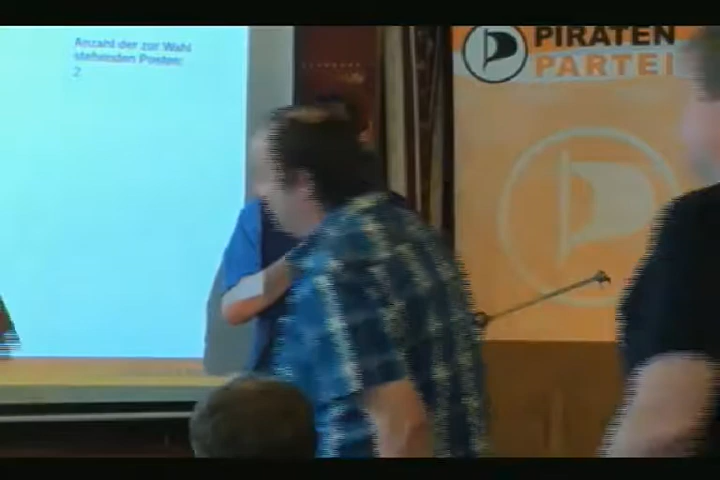 Anzahl der zur Wahl
stehenden Posten:
2
PIRATEN
PARTEI